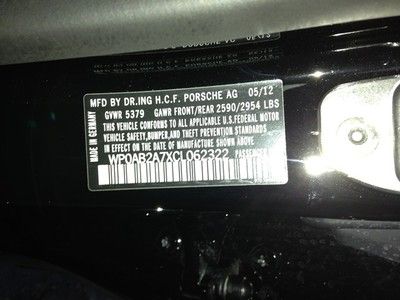 MFD BY DR.ING H.C.F. PORSCHE AG 05/12
GVWR 5379 GAWR FRONT/REAR 2590/2954 LBS
THIS VEHICLE CONFORMS TO ALL
APPLICABLE U.S.FEDERAL MOTOR
VEHICLE SAFETY,BUMPER,AND THEFT PREVENTION STANDARDS
IN EFFECT ON THE DATE OF MANUFACTURE SHOWN ABOVE
WP0AB2A7XCL062322 PASSENGER
MADE IN GERMANY